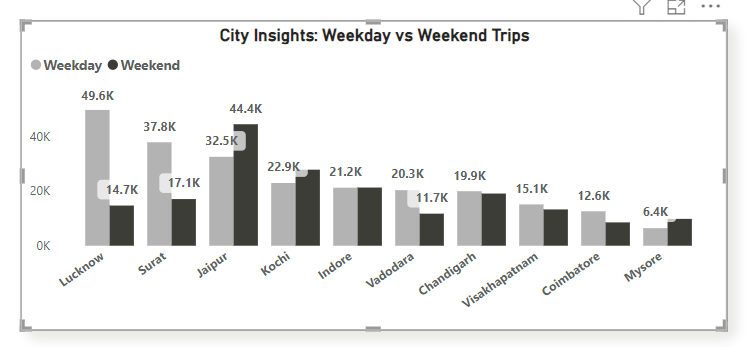 City Insights: Weekday vs Weekend Trips
Weekday Weekend
49.6K
44.4K
37.8K
40K
32.5K
22.9K 21.2K 20.3K 19.9K
14.7K 17.1K
20K
11.7K
15.1K
12.6K
6.4K
0K
Lucknow
Surat
Jaipur
Kochi
Indore
Vadodara
Chandigarh
Visakhapatnam
Coimbatore
Mysore